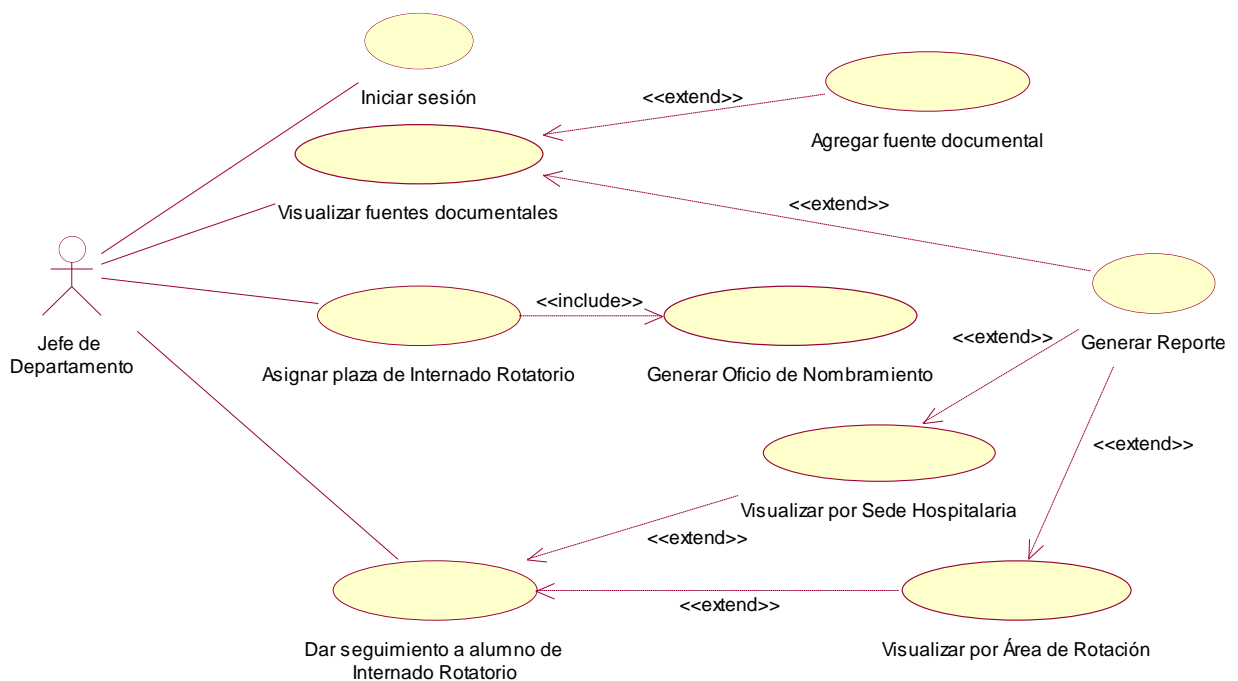 Iniciar sesión
<<extend>>
Agregar fuente documental
Visualizar fuentes documentales
<<extend>>
<<include>>
Jefe de
Departamento
Asignar plaza de Internado Rotatorio
Generar Oficio de Nombramiento
<<extend>>
Generar Reporte
<<extend>>
Visualizar por Sede Hospitalaria
<<extend>>
<<extend>>
Dar seguimiento a alumno de
Internado Rotatorio
Visualizar por Área de Rotación